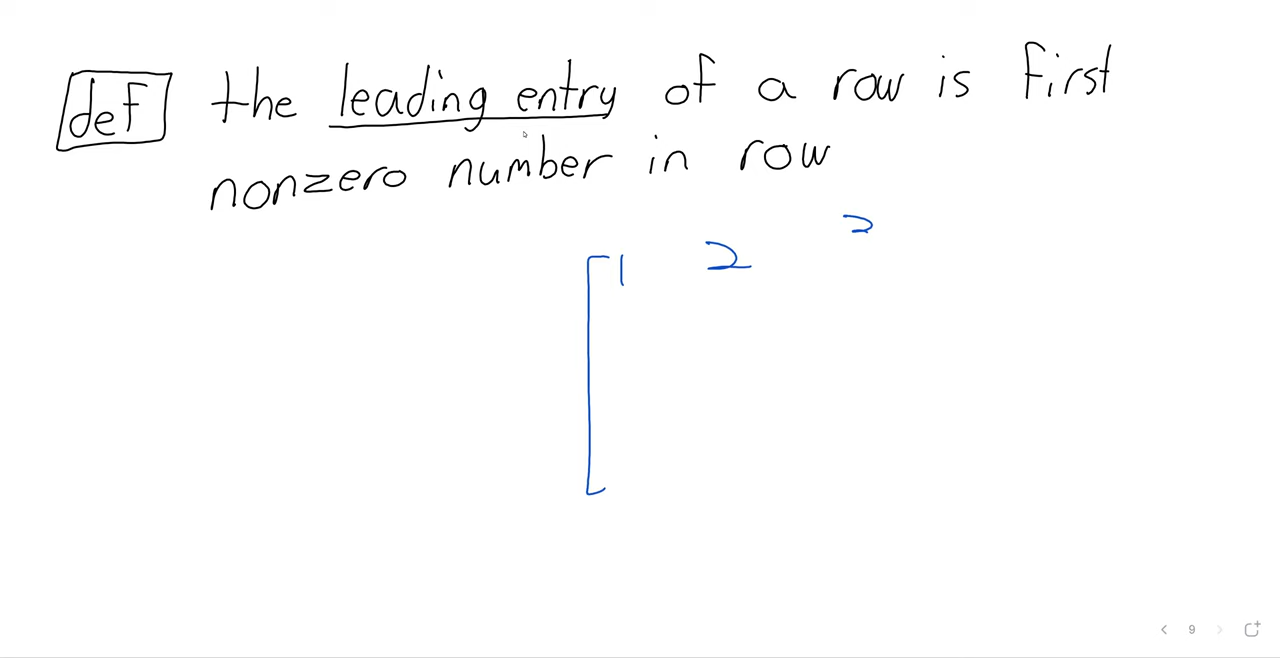 def the leading entry of a row is first
nonzero number in row
1 2
9